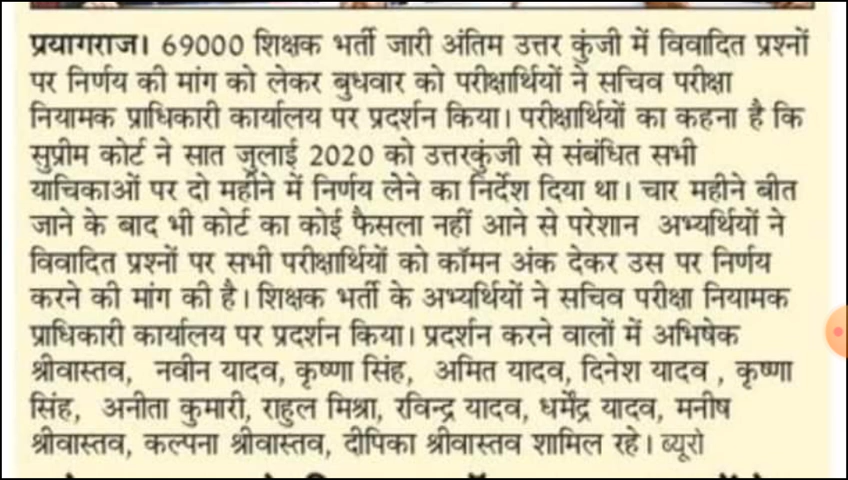 प्रयागराज। 69000 शिक्षक भर्ती जारी अंतिम उत्तर कुंजी में विवादित प्रश्नों
पर निर्णय की मांग को लेकर बुधवार को परीक्षार्थियों ने सचिव परीक्षा
नियामक प्राधिकारी कार्यालय पर प्रदर्शन किया। परीक्षार्थियों का कहना है कि
सुप्रीम कोर्ट ने सात जुलाई 2020 को उत्तरकुंजी से संबंधित सभी
याचिकाओं पर दो महीने में निर्णय लेने का निर्देश दिया था। चार महीने बीत
जाने के बाद भी कोर्ट का कोई फैसला नहीं आने से परेशान अभ्यर्थियों ने
विवादित प्रश्नों पर सभी परीक्षार्थियों को कॉमन अंक देकर उस पर निर्णय
करने की मांग की है। शिक्षक भर्ती के अभ्यर्थियों ने सचिव परीक्षा नियामक
प्राधिकारी कार्यालय पर प्रदर्शन किया। प्रदर्शन करने वालों में अभिषेक
श्रीवास्तव, नवीन यादव, कृष्णा सिंह, अमित यादव, दिनेश यादव , कृष्णा
सिंह, अनीता कुमारी, राहुल मिश्रा, रविन्द्र यादव, धर्मेंद्र यादव, मनीष
श्रीवास्तव, कल्पना श्रीवास्तव, दीपिका श्रीवास्तव शामिल रहे। ब्यूरो